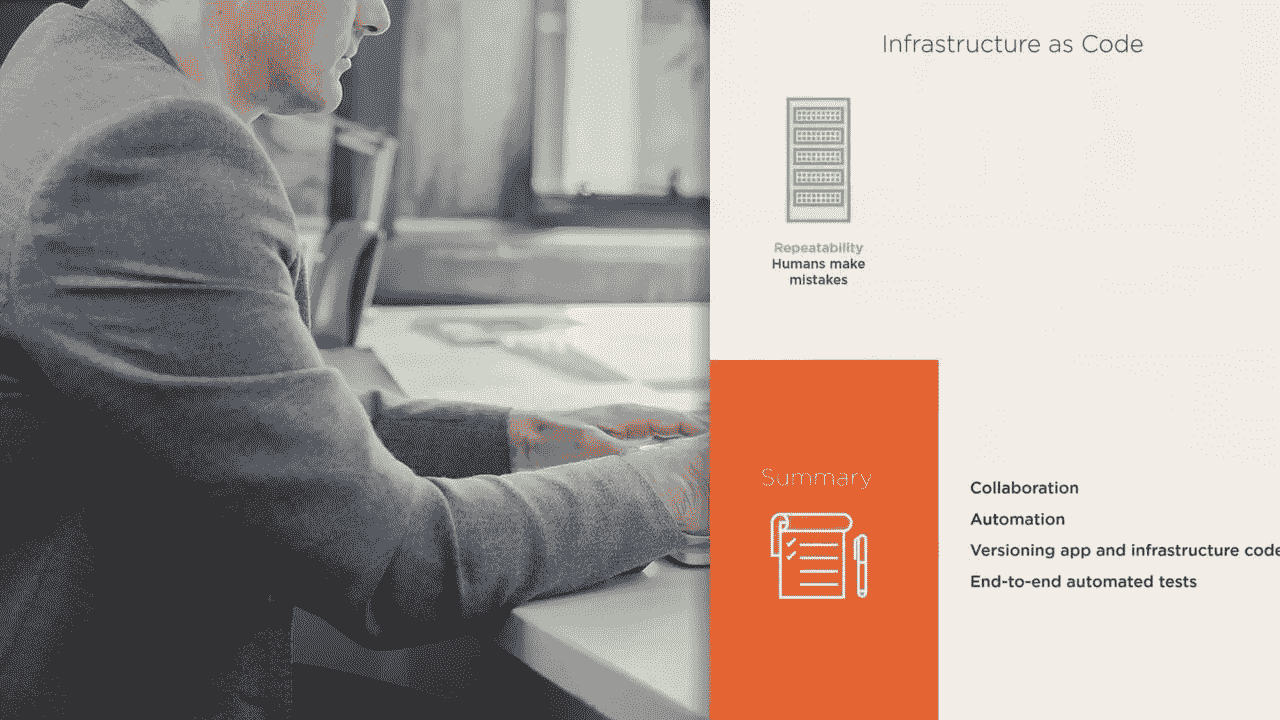 Infrastructure as Code
Repeatability
Humans make
mistakes
Summary
Collaboration
Automation
Versioning app and infrastructure code
End-to-end automated tests